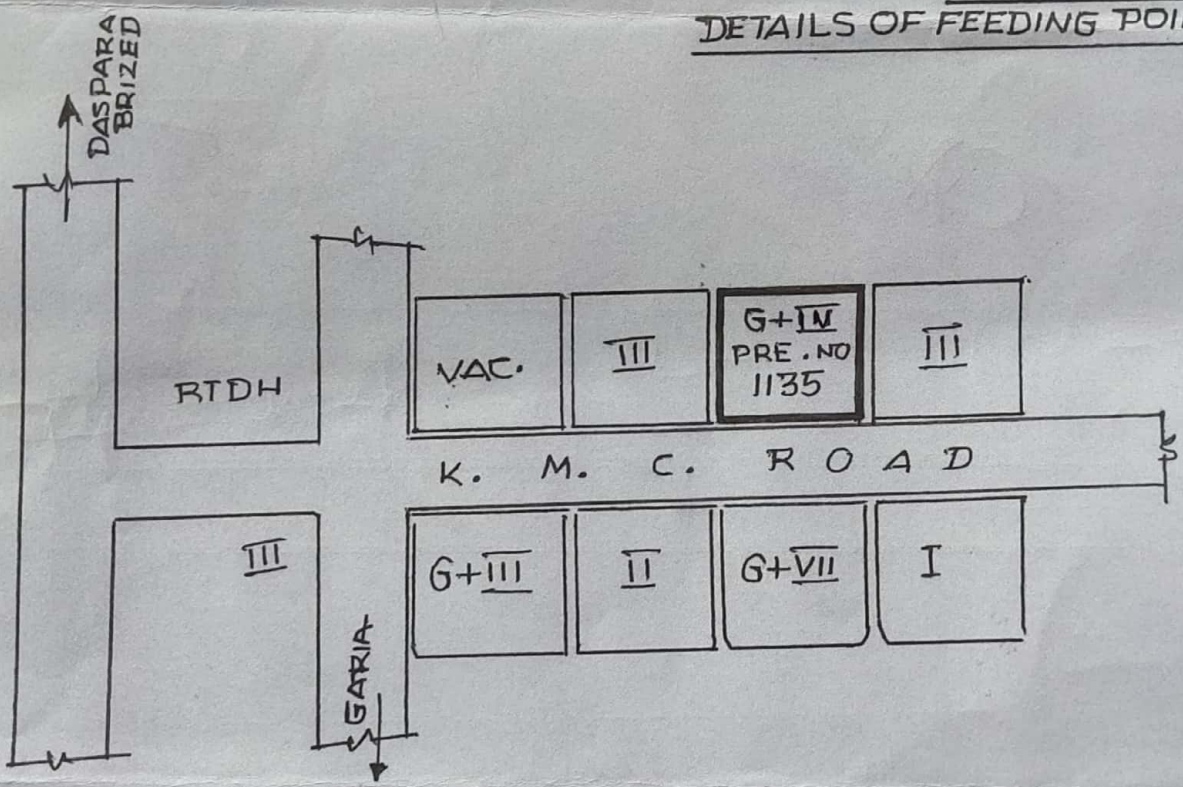 DETAILS OF FEEDING POI
DASPARA
BRIZED
RTDH
VAC.
III
G+IV
PRE. NO
1135
III
K. M. C. ROAD
III
G+III
II
G+VII
I
GARIA